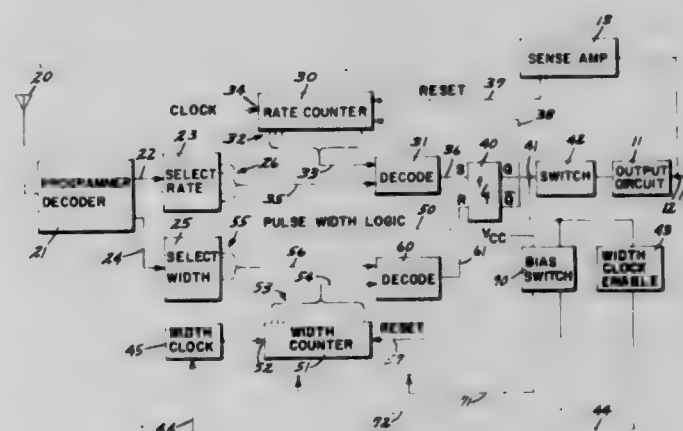 20
30
18
SENSE AMP
34
RESET
39
CLOCK
RATE COUNTER
38
23
32
31
36
40
41
42
11
22
26
33
PROGRAMMER DECODER
SELECT RATE
35
DECODE
S
Q
SWITCH
OUTPUT CIRCUIT
R
Q
12
21
25
55
PULSE WIDTH LOGIC
50
24
60
VCC
61
SELECT WIDTH
56
DECODE
BIAS SWITCH
WIDTH CLOCK ENABLE
54
53
90
WIDTH CLOCK
WIDTH COUNTER
RESET
45
52
51
44
72
71
44